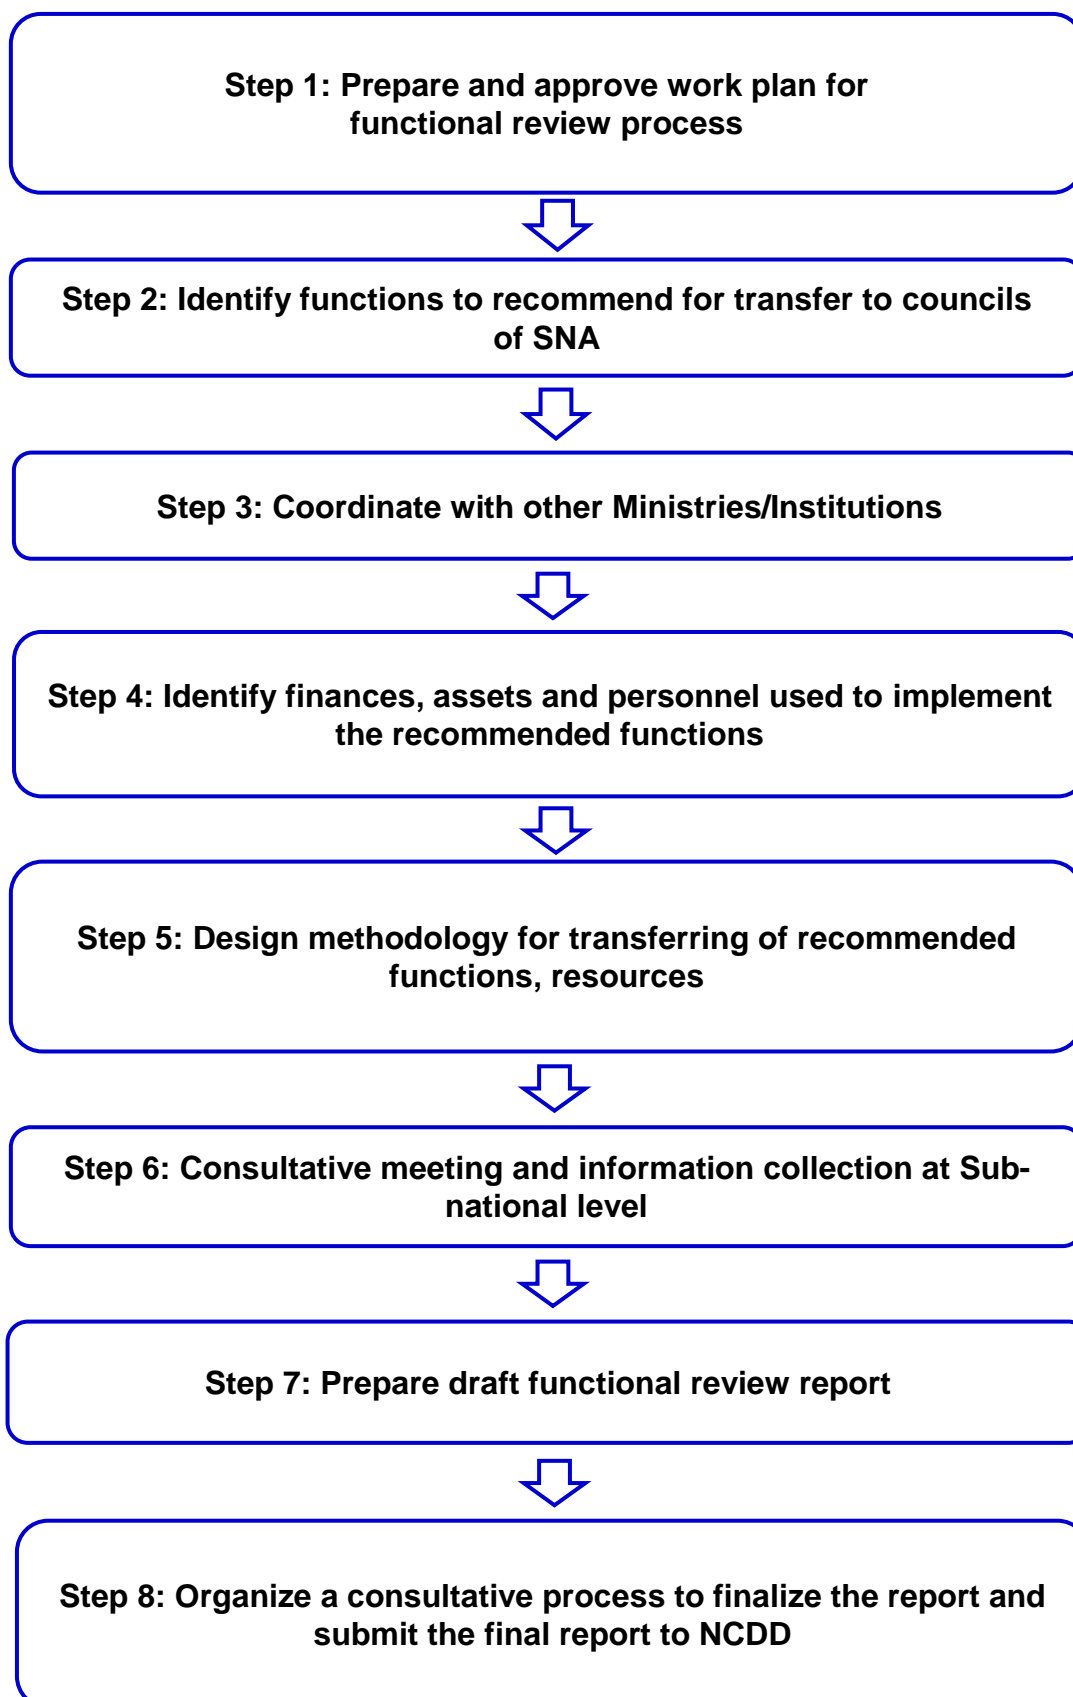 Step 1: Prepare and approve work plan for
functional review process
Step 2: Identify functions to recommend for transfer to councils
of SNA
Step 3: Coordinate with other Ministries/Institutions
Step 4: Identify finances, assets and personnel used to implement
the recommended functions
Step 5: Design methodology for transferring of recommended
functions, resources
Step 6: Consultative meeting and information collection at Sub-
national level
Step 7: Prepare draft functional review report
Step 8: Organize a consultative process to finalize the report and
submit the final report to NCDD